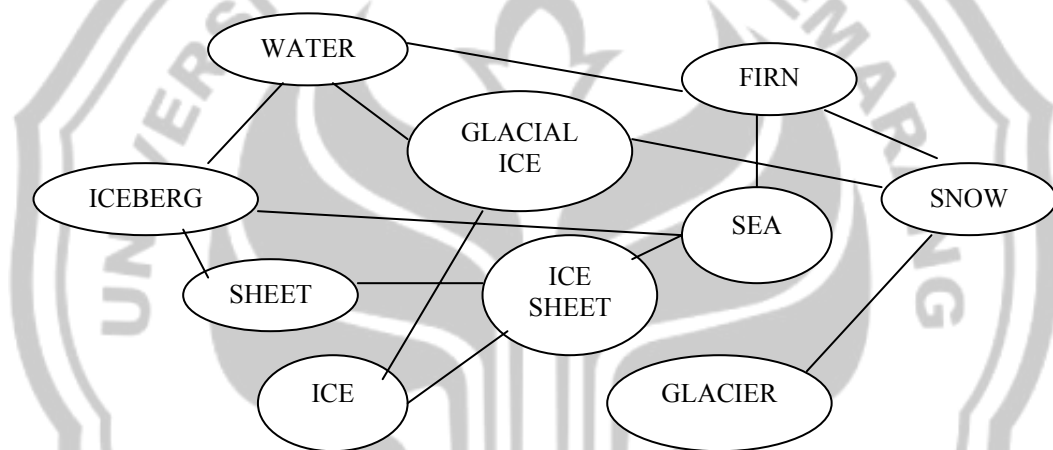 WATER
FIRN
GLACIAL
ICE
ICEBERG
SNOW
SEA
ICE
SHEET
SHEET
ICE
GLACIER